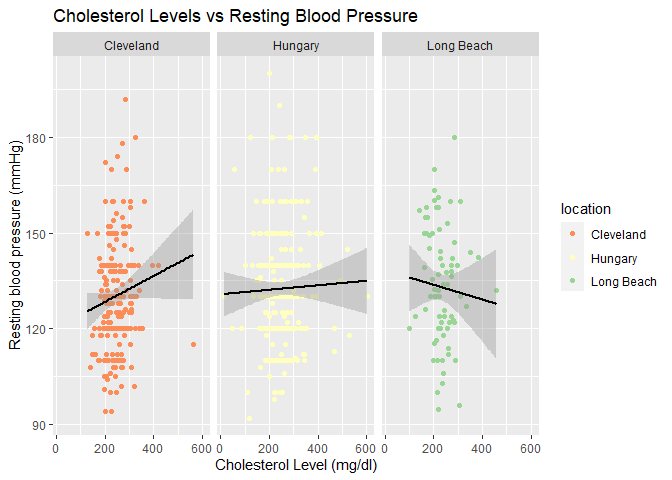 Cholesterol Levels vs Resting Blood Pressure
Cleveland
Hungary
Long Beach
Resting blood pressure (mmHg)
180
150
120
90
0 200 400 600
0 200 400 600
0 200 400 600
Cholesterol Level (mg/dl)
location
Cleveland
Hungary
Long Beach